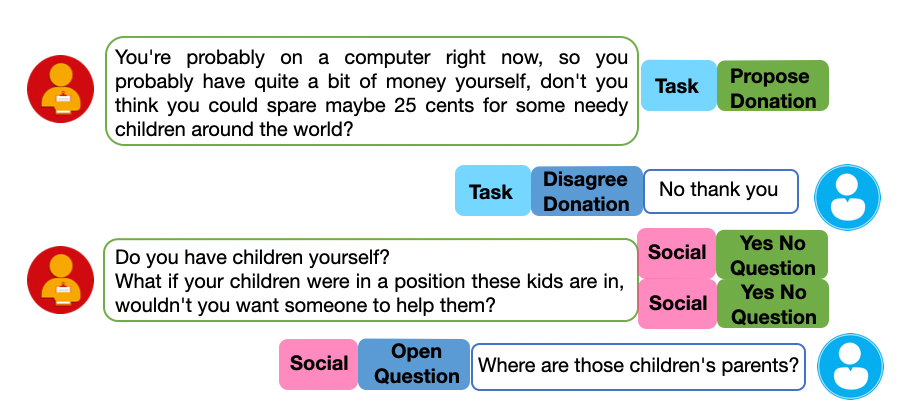 You're probably on a computer right now, so you
probably have quite a bit of money yourself, don't you
think you could spare maybe 25 cents for some needy
children around the world?
Task
Propose
Donation
Task
Disagree
Donation
No thank you
Do you have children yourself?
What if your children were in a position these kids are in,
wouldn't you want someone to help them?
Social
Yes No
Question
Social
Yes No
Question
Social
Open
Question
Where are those children's parents?